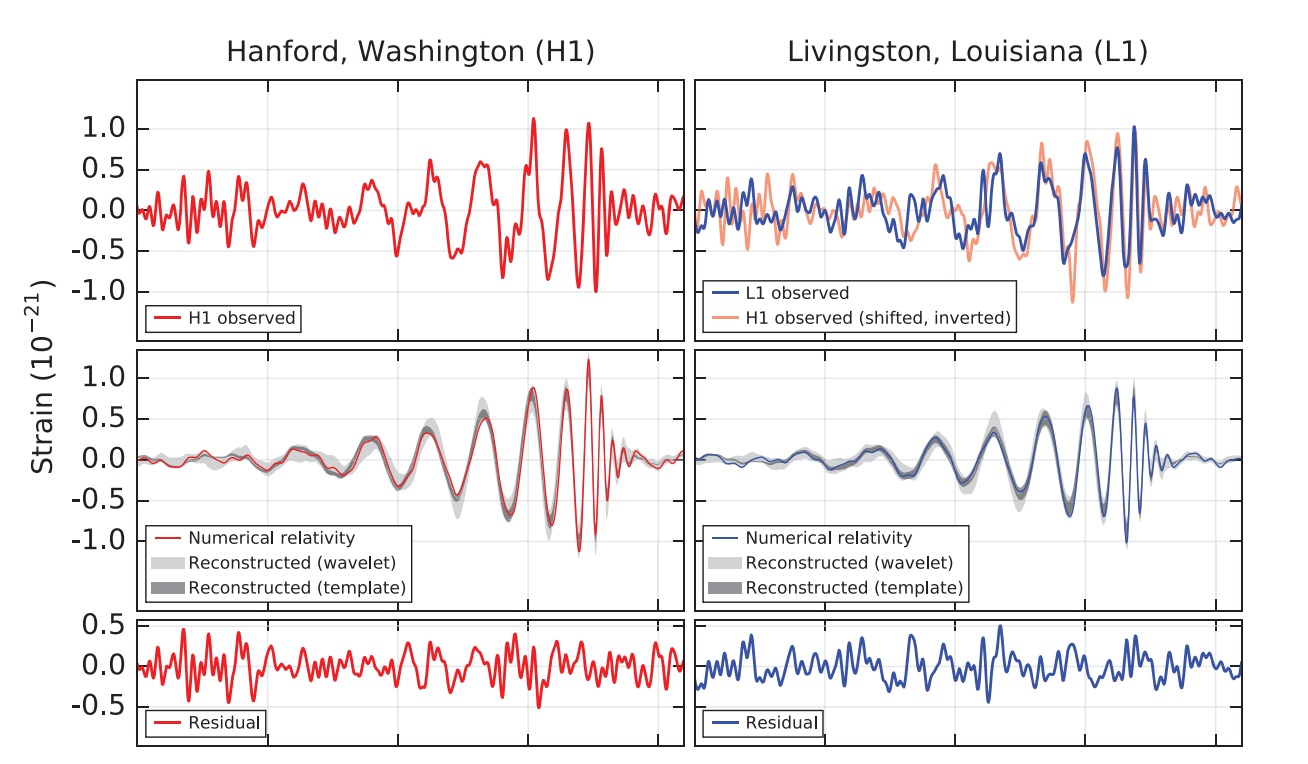 Hanford, Washington (H1)
Livingston, Louisiana (L1)
Strain (10⁻²¹)
1.0
0.5
0.0
-0.5
-1.0
H1 observed
L1 observed
H1 observed (shifted, inverted)
1.0
0.5
0.0
-0.5
-1.0
Numerical relativity
Reconstructed (wavelet)
Reconstructed (template)
Numerical relativity
Reconstructed (wavelet)
Reconstructed (template)
0.5
0.0
-0.5
Residual
Residual